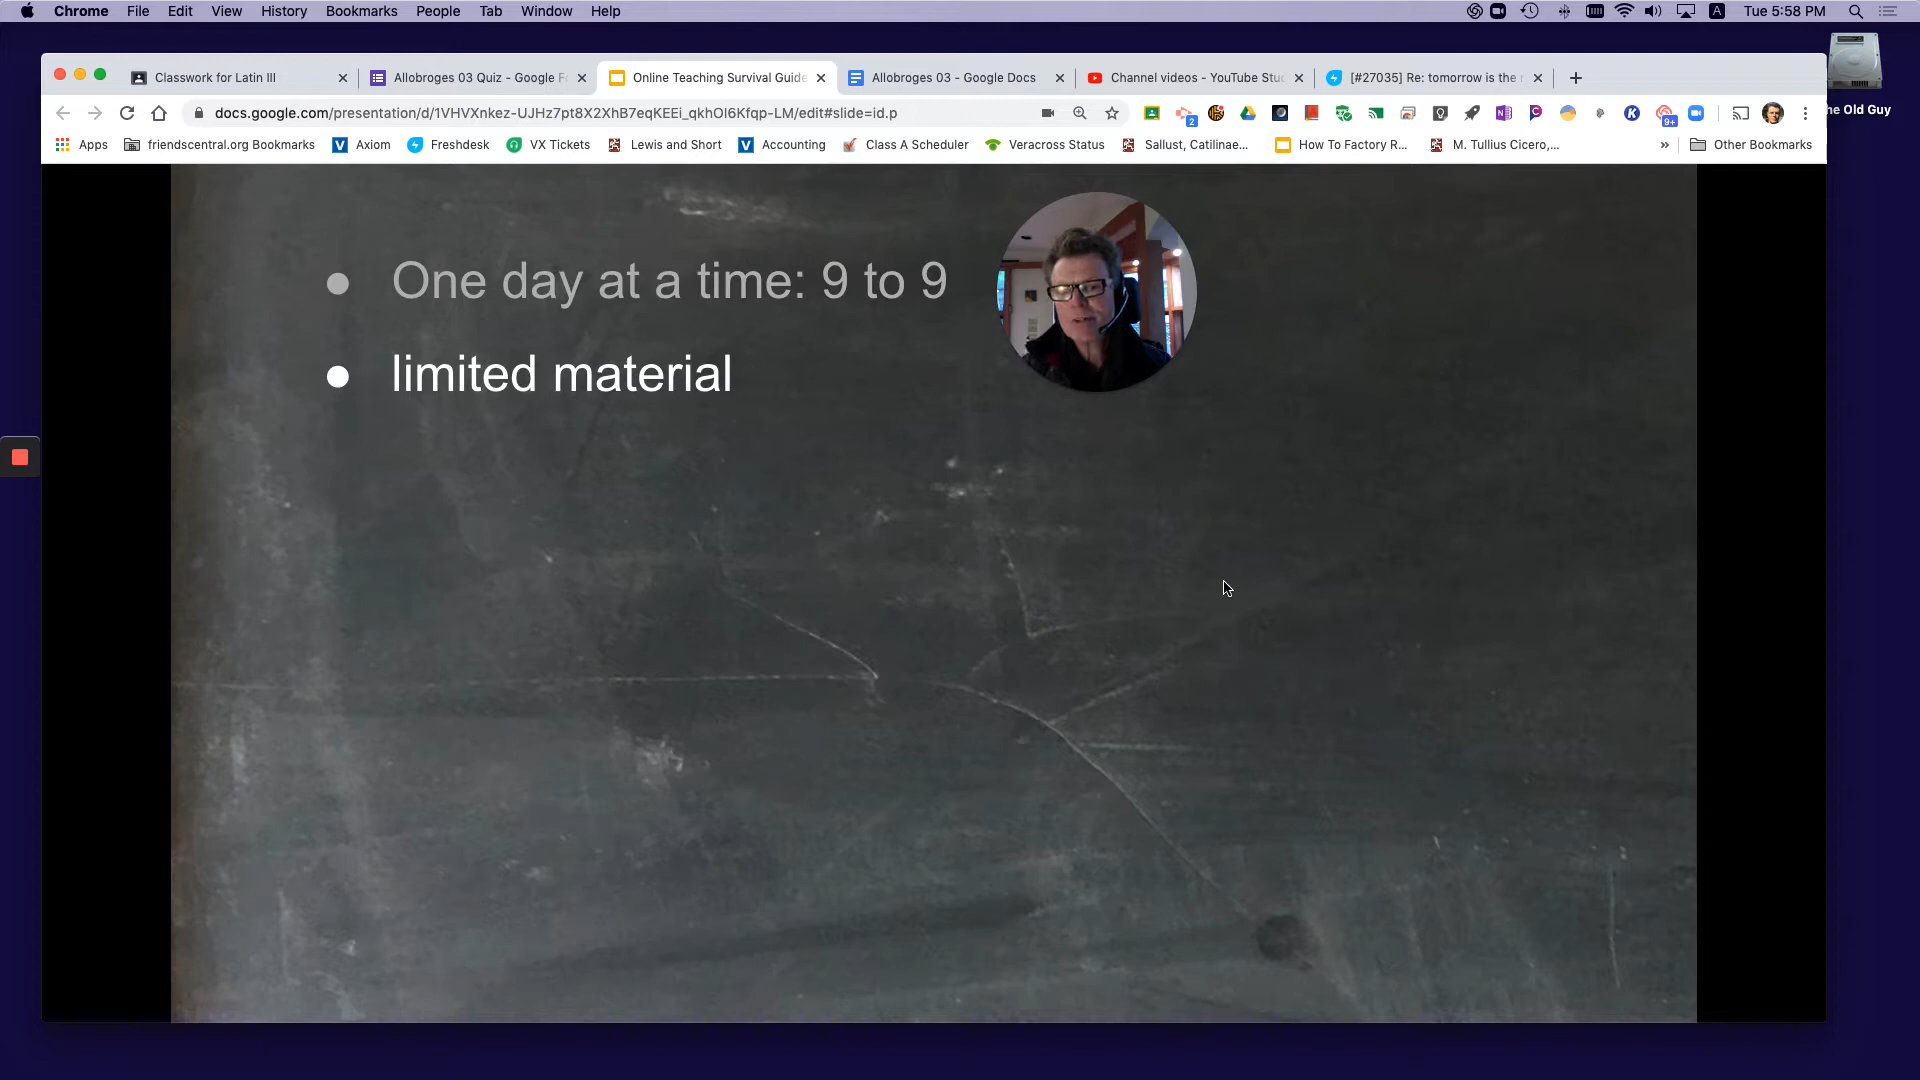 Chrome File Edit View History Bookmarks People Tab Window Help
A Tue 5:58 PM
Classwork for Latin III
Allobroges 03 Quiz - Google Fo
Online Teaching Survival Guide
Allobroges 03 - Google Docs
Channel videos - YouTube Stu
[#27035] Re: tomorrow is the
docs.google.com/presentation/d/1VHVXnkez-UJHz7pt8X2XhB7eqKEEi_qkhOl6Kfqp-LM/edit#slide=id.p
2
9+
he Old Guy
Apps friendscentral.org Bookmarks Axiom Freshdesk VX Tickets Lewis and Short Accounting Class A Scheduler Veracross Status Sallust, Catilinae... How To Factory R... M. Tullius Cicero,... » Other Bookmarks
● One day at a time: 9 to 9
● limited material